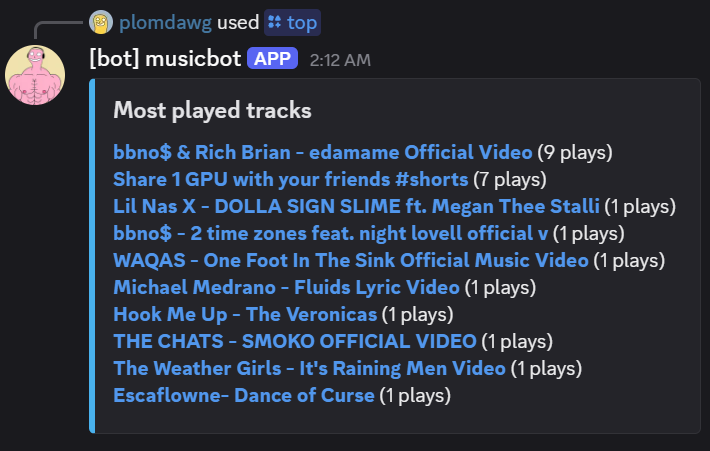 plomdawg used top
[bot] musicbot APP 2:12 AM
Most played tracks
bbno$ & Rich Brian - edamame Official Video (9 plays)
Share 1 GPU with your friends #shorts (7 plays)
Lil Nas X - DOLLA SIGN SLIME ft. Megan Thee Stalli (1 plays)
bbno$ - 2 time zones feat. night lovell official v (1 plays)
WAQAS - One Foot In The Sink Official Music Video (1 plays)
Michael Medrano - Fluids Lyric Video (1 plays)
Hook Me Up - The Veronicas (1 plays)
THE CHATS - SMOKO OFFICIAL VIDEO (1 plays)
The Weather Girls - It's Raining Men Video (1 plays)
Escaflowne- Dance of Curse (1 plays)